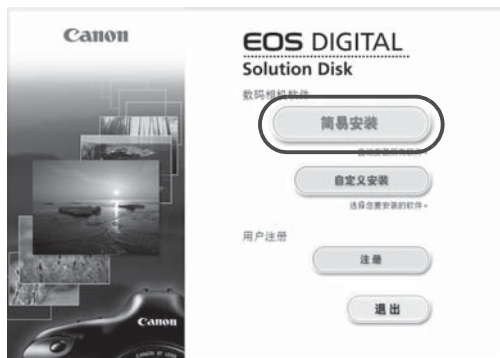 Canon
EOS DIGITAL
Solution Disk
数码相机软件
简易安装
自定义安装
选择您要安装的软件。
用户注册
注册
退出
Canon